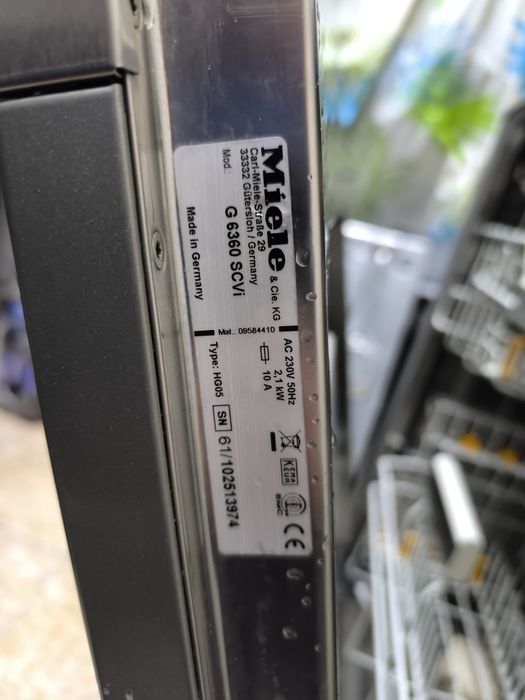 Miele & Cie. KG
Carl-Miele-Straße 29
33332 Gütersloh / Germany
Mod.: G 6360 SCVi
Made in Germany
Mat.: 09584410
AC 230V 50Hz
2,1 kW
10 A
Type: HG05
SN 61/102513974
KEMA
KEUR
EMC
CE